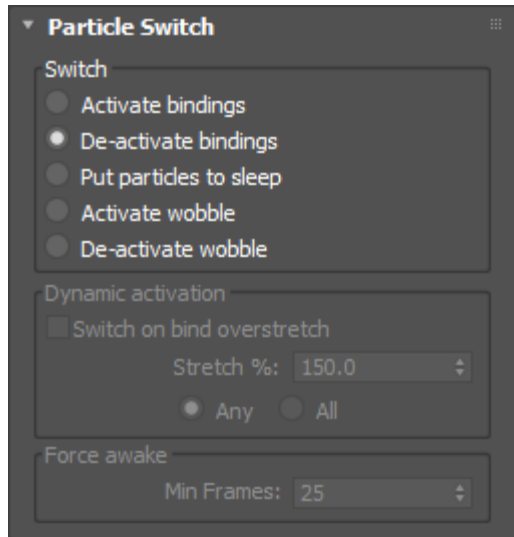 Particle Switch
Switch
Activate bindings
De-activate bindings
Put particles to sleep
Activate wobble
De-activate wobble
Dynamic activation
Switch on bind overstretch
Stretch %: 150.0
Any All
Force awake
Min Frames: 25